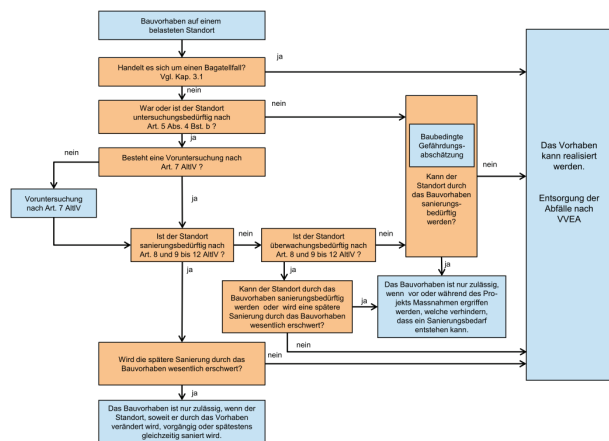 Bauvorhaben auf einem
belasteten Standort
Handelt es sich um einen Bagatellfall?
Vgl. Kap. 3.1
ja
nein
War oder ist der Standort
untersuchungsbedürftig nach
Art. 5 Abs. 4 Bst. b ?
nein
ja
Besteht eine Voruntersuchung nach
Art. 7 AltlV ?
nein
ja
Voruntersuchung
nach Art. 7 AltlV
Baubedingte
Gefährdungs-
abschätzung
Kann der
Standort durch
das Bauvorhaben
sanierungs-
bedürftig
werden?
nein
ja
Das Vorhaben
kann realisiert
werden.
Entsorgung der
Abfälle nach
VVEA
Ist der Standort
sanierungsbedürftig nach
Art. 8 und 9 bis 12 AltlV ?
nein
ja
Ist der Standort
überwachungsbedürftig nach
Art. 8 und 9 bis 12 AltlV ?
nein
ja
Kann der Standort durch das
Bauvorhaben sanierungsbedürftig
werden oder wird eine spätere
Sanierung durch das Bauvorhaben
wesentlich erschwert?
ja
nein
Das Bauvorhaben ist nur zulässig,
wenn vor oder während des Pro-
jekts Massnahmen ergriffen
werden, welche verhindern,
dass ein Sanierungsbedarf
entstehen kann.
Wird die spätere Sanierung durch das
Bauvorhaben wesentlich erschwert?
nein
ja
Das Bauvorhaben ist nur zulässig, wenn der
Standort, soweit er durch das Vorhaben
verändert wird, vorgängig oder spätestens
gleichzeitig saniert wird.